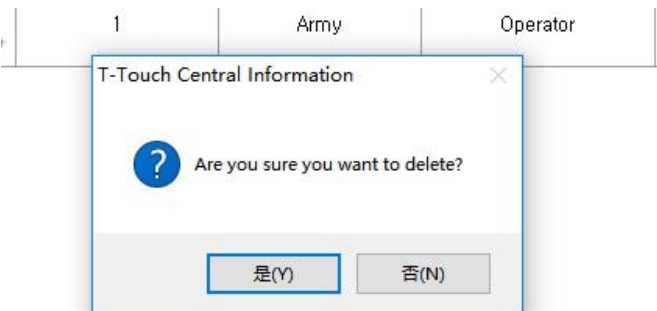 1 Army Operator
T-Touch Central Information
Are you sure you want to delete?
是(Y) 否(N)